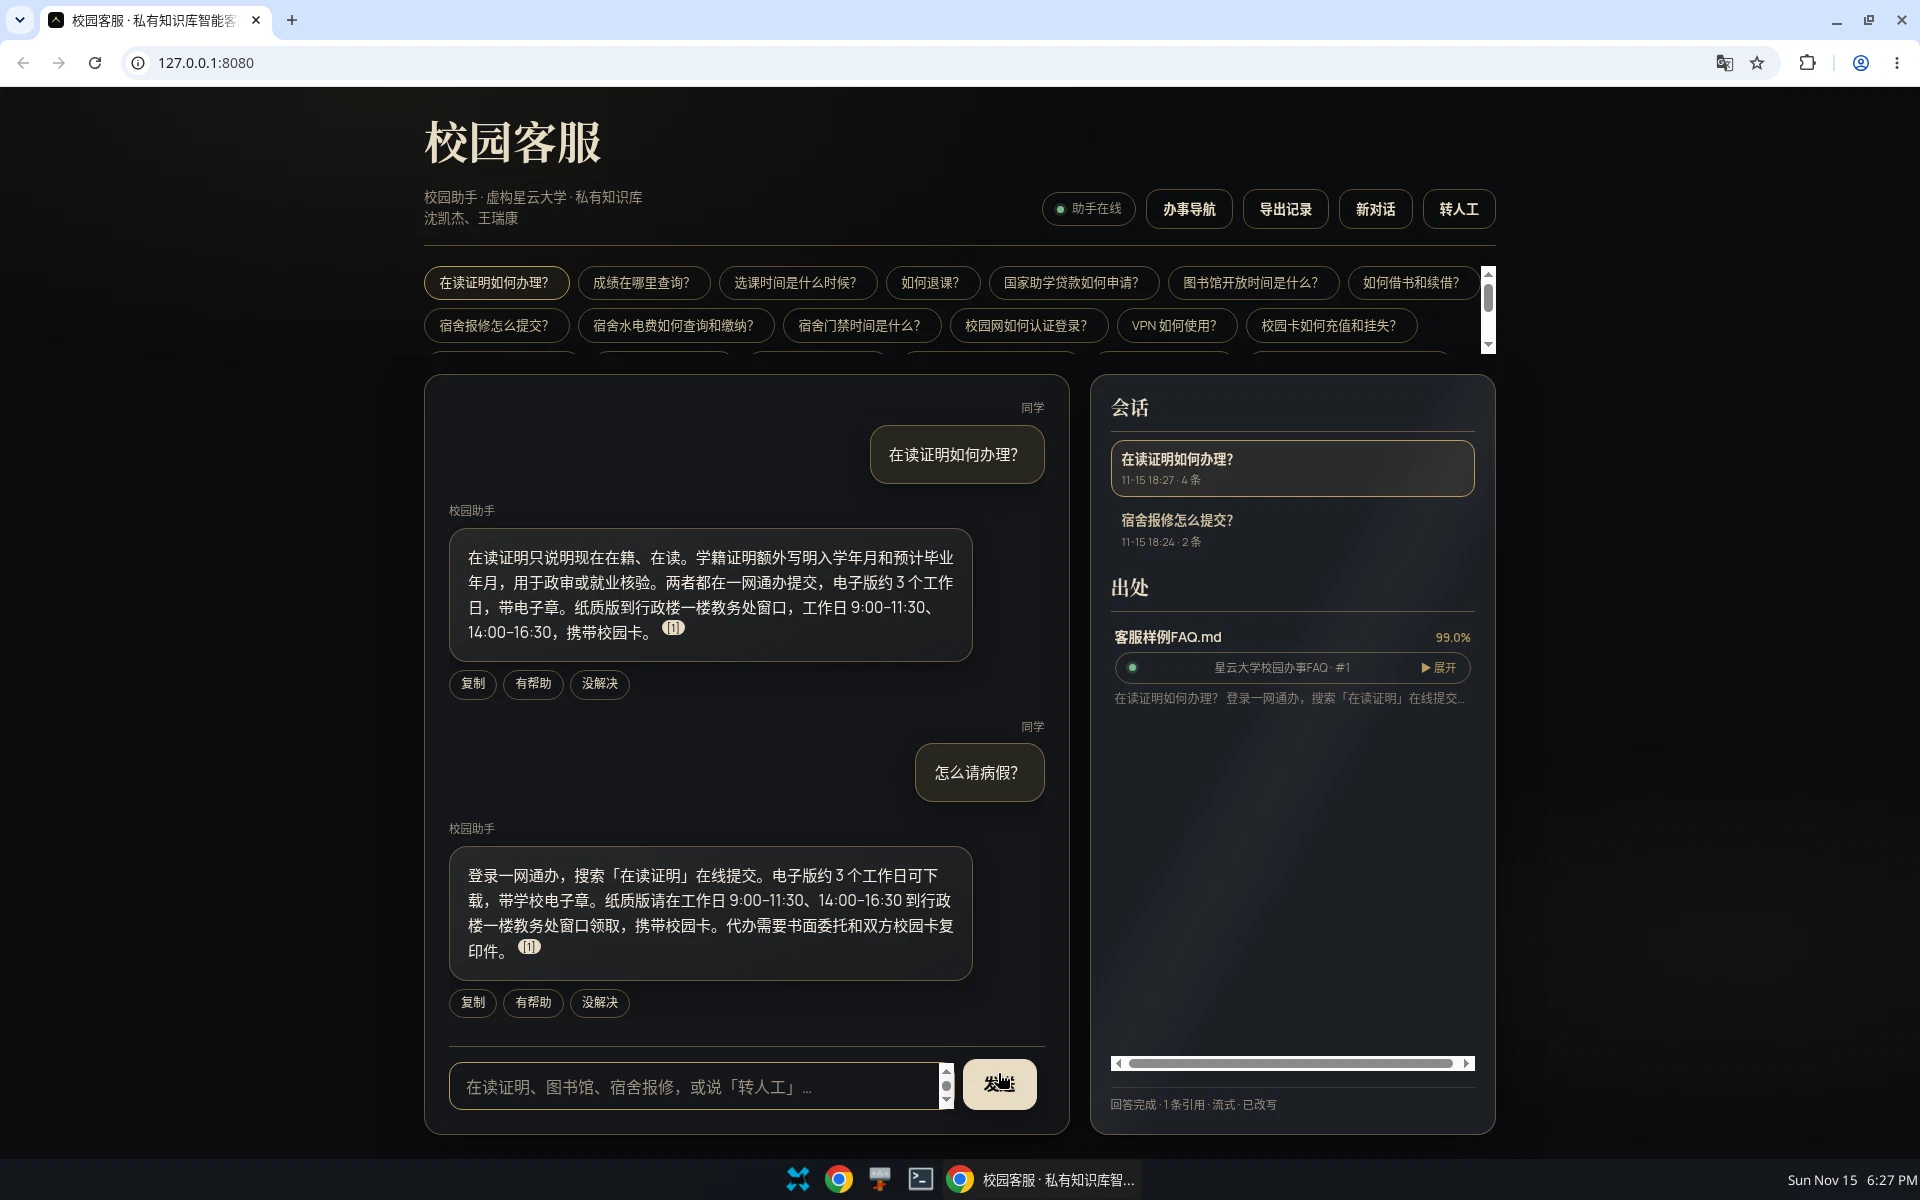 校园客服 · 私有知识库智能客
127.0.0.1:8080
校园客服
校园助手 · 虚构星云大学 · 私有知识库
沈凯杰、王瑞康
助手在线
办事导航
导出记录
新对话
转人工
在读证明如何办理？
成绩在哪里查询？
选课时间是什么时候？
如何退课？
国家助学贷款如何申请？
图书馆开放时间是什么？
如何借书和续借？
宿舍报修怎么提交？
宿舍水电费如何查询和缴纳？
宿舍门禁时间是什么？
校园网如何认证登录？
VPN 如何使用？
校园卡如何充值和挂失？
同学
在读证明如何办理？
校园助手
在读证明只说明现在在籍、在读。学籍证明额外写明入学年月和预计毕业
年月，用于政审或就业核验。两者都在一网通办提交，电子版约 3 个工作
日，带电子章。纸质版到行政楼一楼教务处窗口，工作日 9:00–11:30、
14:00–16:30，携带校园卡。 [1]
复制
有帮助
没解决
同学
怎么请病假？
校园助手
登录一网通办，搜索「在读证明」在线提交。电子版约 3 个工作日可下
载，带学校电子章。纸质版请在工作日 9:00–11:30、14:00–16:30 到行政
楼一楼教务处窗口领取，携带校园卡。代办需要书面委托和双方校园卡复
印件。 [1]
复制
有帮助
没解决
在读证明、图书馆、宿舍报修，或说「转人工」…
发送
会话
在读证明如何办理？
11-15 18:27 · 4 条
宿舍报修怎么提交？
11-15 18:24 · 2 条
出处
客服样例FAQ.md
99.0%
星云大学校园办事FAQ · #1
▶ 展开
在读证明如何办理？ 登录一网通办，搜索「在读证明」在线提交…
回答完成 · 1 条引用 · 流式 · 已改写
校园客服 · 私有知识库智...
Sun Nov 15 6:27 PM